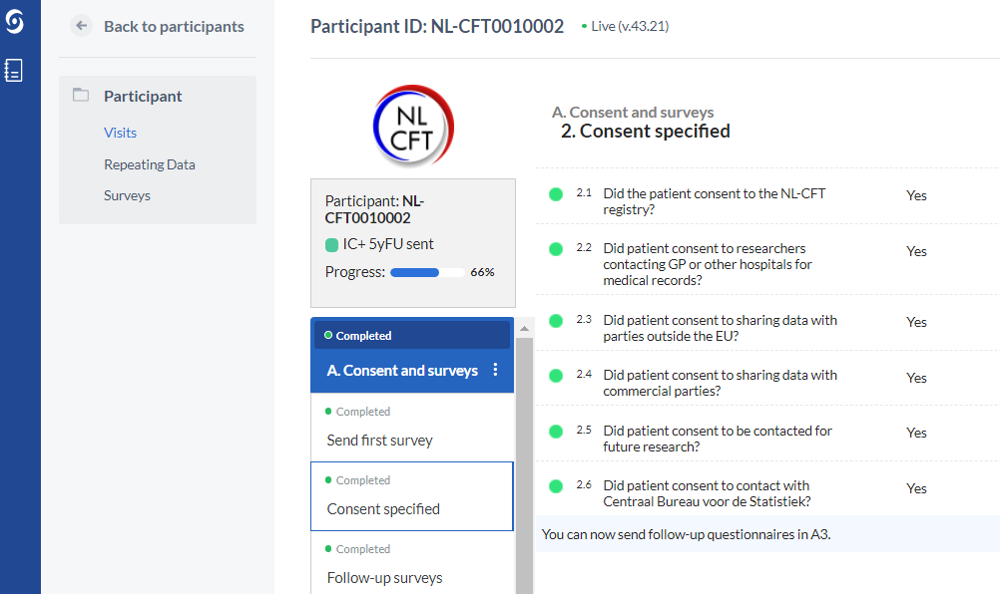 Back to participants
Participant
Visits
Repeating Data
Surveys
Participant ID: NL-CFT0010002
Live (v.43.21)
NL
CFT
Participant: NL-
CFT0010002
IC+ 5yFU sent
Progress: 66%
Completed
A. Consent and surveys
Completed
Send first survey
Completed
Consent specified
Completed
Follow-up surveys
A. Consent and surveys
2. Consent specified
2.1 Did the patient consent to the NL-CFT Yes
registry?
2.2 Did patient consent to researchers Yes
contacting GP or other hospitals for
medical records?
2.3 Did patient consent to sharing data with Yes
parties outside the EU?
2.4 Did patient consent to sharing data with Yes
commercial parties?
2.5 Did patient consent to be contacted for Yes
future research?
2.6 Did patient consent to contact with Yes
Centraal Bureau voor de Statistiek?
You can now send follow-up questionnaires in A3.